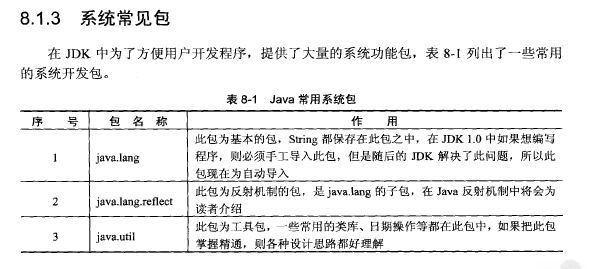 8.1.3 系统常见包
在 JDK 中为了方便用户开发程序，提供了大量的系统功能包，表 8-1 列出了一些常用
的系统开发包。
表 8-1 Java 常用系统包
序 号 包 名 称 作 用
此包为基本的包，String 都保存在此包之中，在 JDK 1.0 中如果想编写
1 java.lang 程序，则必须手工导入此包，但是随后的 JDK 解决了此问题，所以此
包现在为自动导入
此包为反射机制的包，是 java.lang 的子包，在 Java 反射机制中将会为
2 java.lang.reflect
读者介绍
此包为工具包，一些常用的类库、日期操作等都在此包中，如果把此包
3 java.util
掌握精通，则各种设计思路都好理解